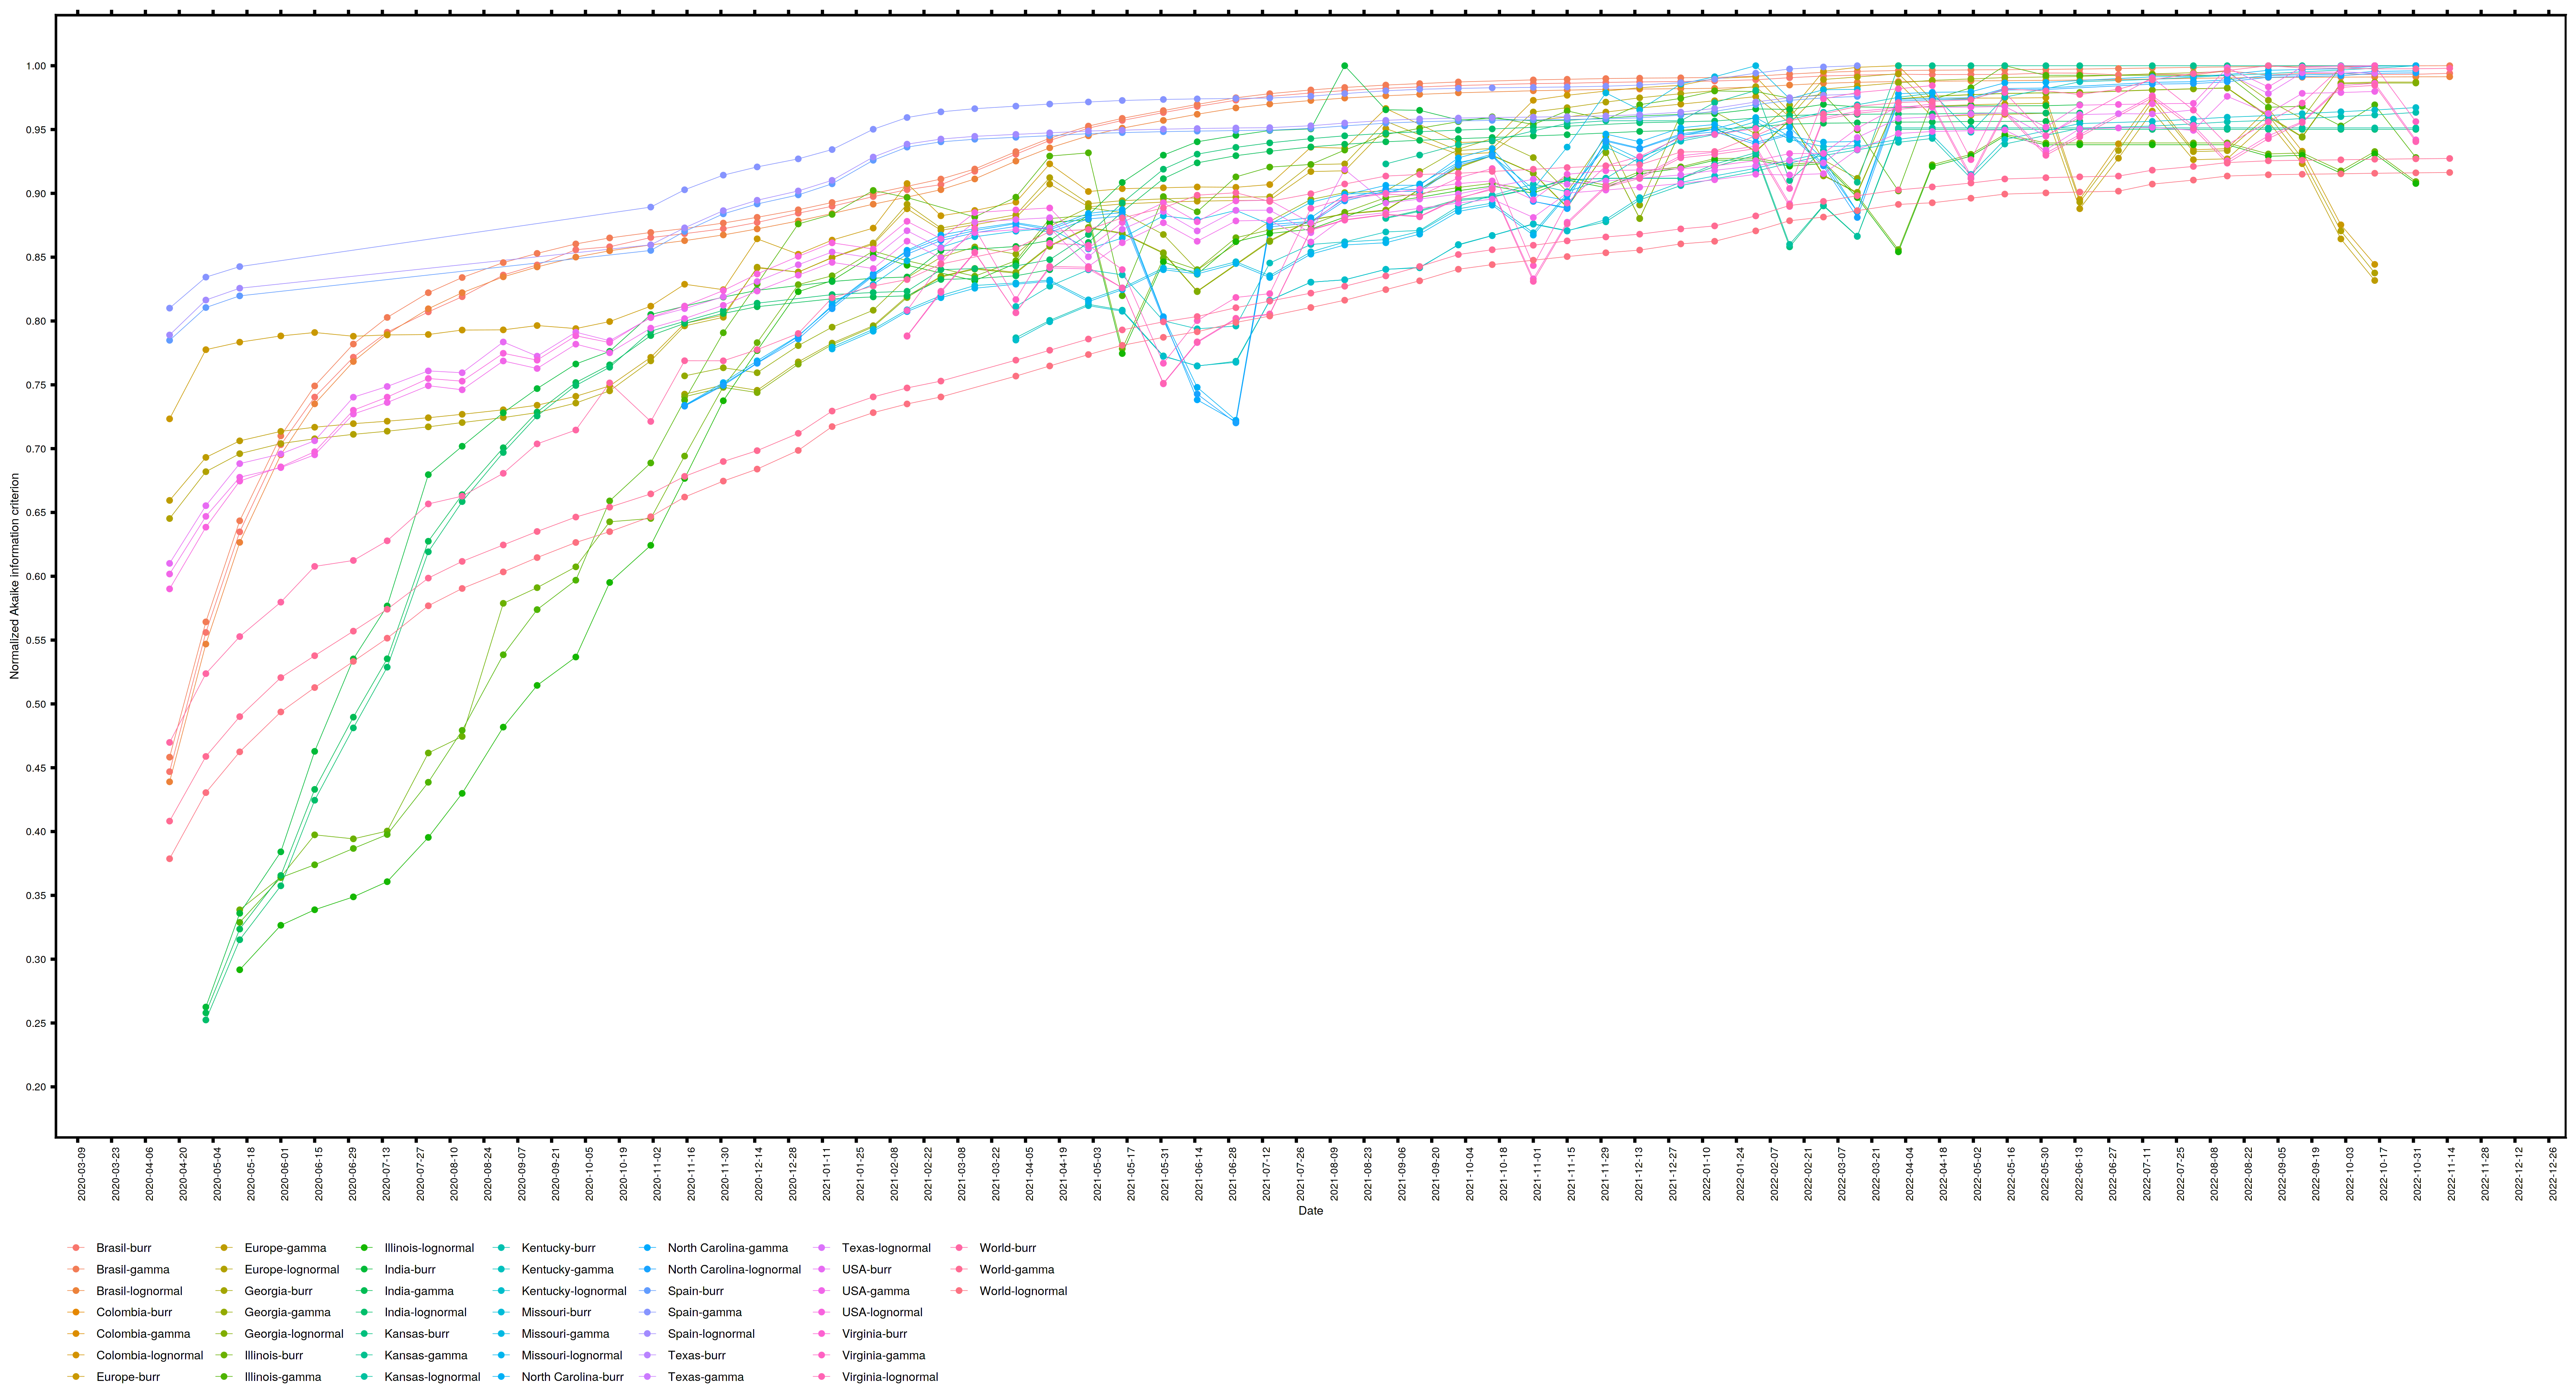 1.00
0.95
0.90
0.85
0.80
0.75
0.70
0.65
0.60
0.55
0.50
0.45
0.40
0.35
0.30
0.25
0.20
Normalized Akaike information criterion
2020-03-09
2020-03-23
2020-04-06
2020-04-20
2020-05-04
2020-05-18
2020-06-01
2020-06-15
2020-06-29
2020-07-13
2020-07-27
2020-08-10
2020-08-24
2020-09-07
2020-09-21
2020-10-05
2020-10-19
2020-11-02
2020-11-16
2020-11-30
2020-12-14
2020-12-28
2021-01-11
2021-01-25
2021-02-08
2021-02-22
2021-03-08
2021-03-22
2021-04-05
2021-04-19
2021-05-03
2021-05-17
2021-05-31
2021-06-14
2021-06-28
2021-07-12
2021-07-26
2021-08-09
2021-08-23
2021-09-06
2021-09-20
2021-10-04
2021-10-18
2021-11-01
2021-11-15
2021-11-29
2021-12-13
2021-12-27
2022-01-10
2022-01-24
2022-02-07
2022-02-21
2022-03-07
2022-03-21
2022-04-04
2022-04-18
2022-05-02
2022-05-16
2022-05-30
2022-06-13
2022-06-27
2022-07-11
2022-07-25
2022-08-08
2022-08-22
2022-09-05
2022-09-19
2022-10-03
2022-10-17
2022-10-31
2022-11-14
2022-11-28
2022-12-12
2022-12-26
Date
Brasil-burr
Brasil-gamma
Brasil-lognormal
Colombia-burr
Colombia-gamma
Colombia-lognormal
Europe-burr
Europe-gamma
Europe-lognormal
Georgia-burr
Georgia-gamma
Georgia-lognormal
Illinois-burr
Illinois-gamma
Illinois-lognormal
India-burr
India-gamma
India-lognormal
Kansas-burr
Kansas-gamma
Kansas-lognormal
Kentucky-burr
Kentucky-gamma
Kentucky-lognormal
Missouri-burr
Missouri-gamma
Missouri-lognormal
North Carolina-burr
North Carolina-gamma
North Carolina-lognormal
Spain-burr
Spain-gamma
Spain-lognormal
Texas-burr
Texas-gamma
Texas-lognormal
USA-burr
USA-gamma
USA-lognormal
Virginia-burr
Virginia-gamma
Virginia-lognormal
World-burr
World-gamma
World-lognormal